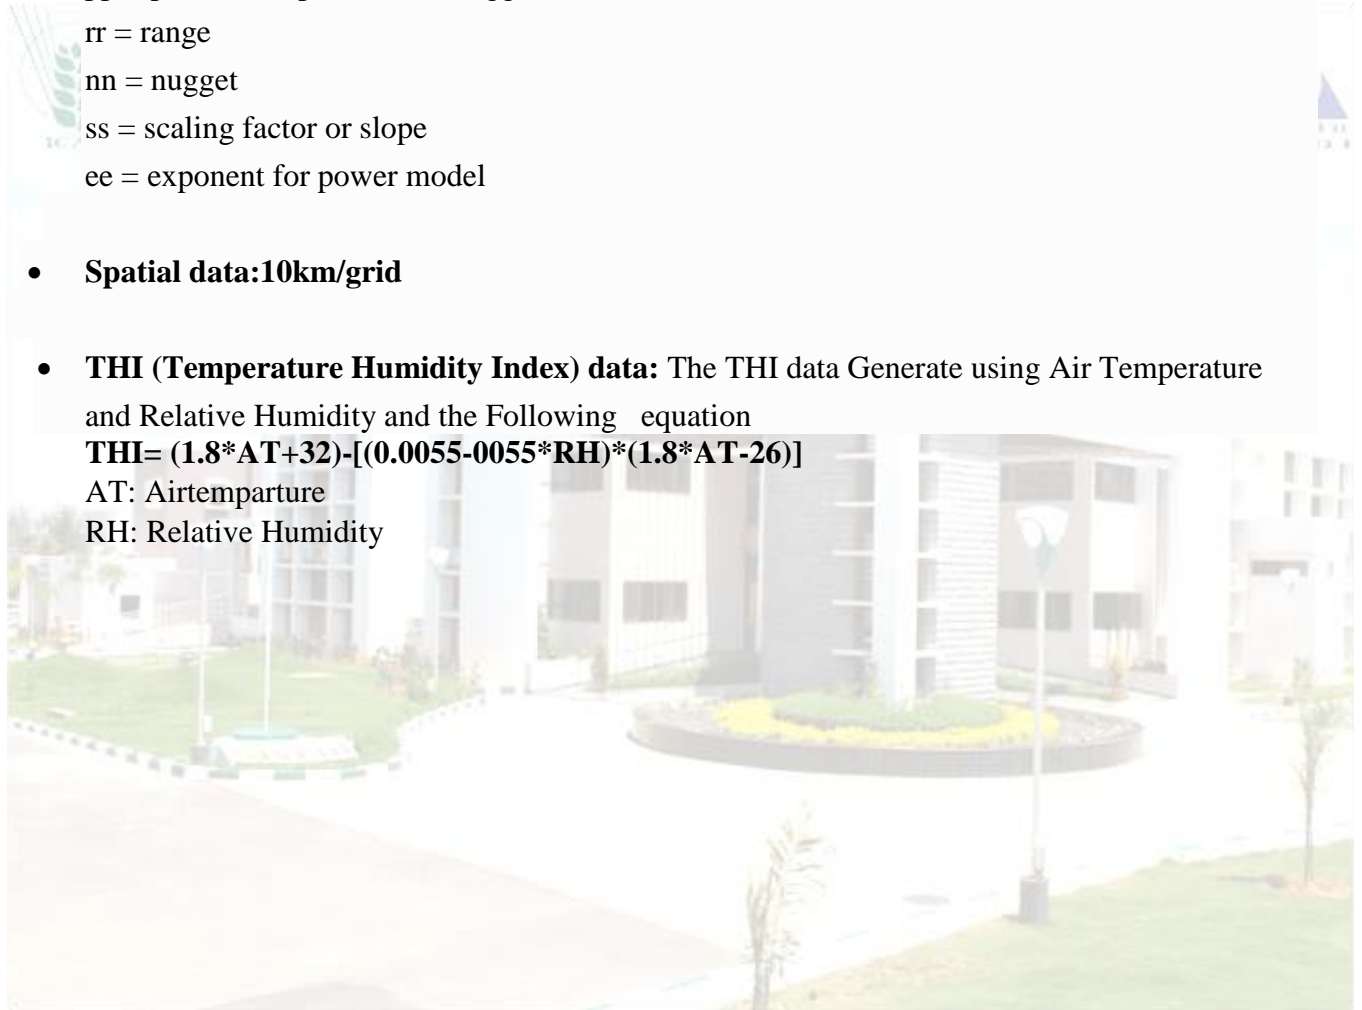 rr = range
nn = nugget
ss = scaling factor or slope
ee = exponent for power model
• Spatial data:10km/grid
• THI (Temperature Humidity Index) data: The THI data Generate using Air Temperature
and Relative Humidity and the Following equation
THI= (1.8*AT+32)-[(0.0055-0055*RH)*(1.8*AT-26)]
AT: Airtemparture
RH: Relative Humidity